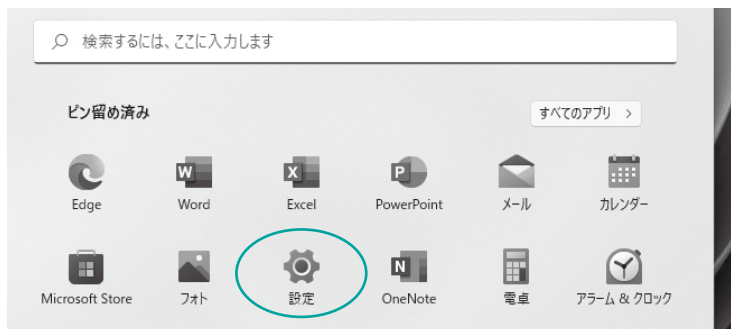 検索するには、ここに入力します
ピン留め済み
すべてのアプリ >
Edge Word Excel PowerPoint メール カレンダー
Microsoft Store フォト 設定 OneNote 電卓 アラーム & クロック